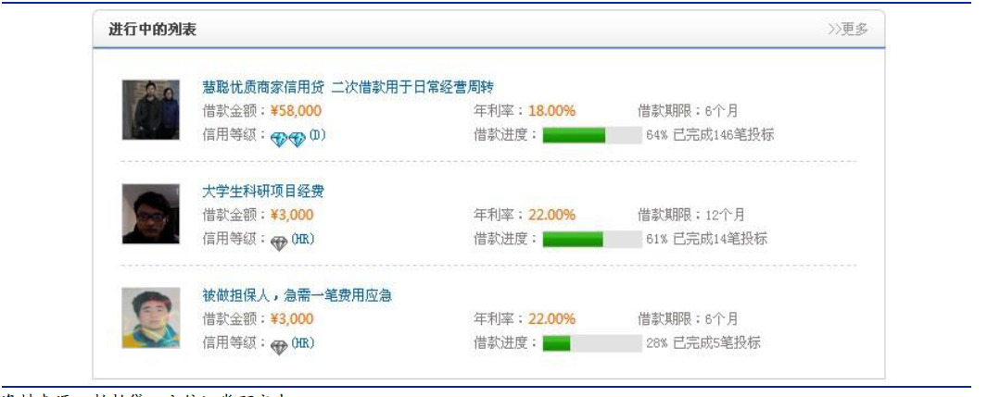 进行中的列表 >>更多
慧聪优质商家信用贷 二次借款用于日常经营周转
借款金额：¥58,000 年利率：18.00% 借款期限：6个月
信用等级： (D) 借款进度： 64% 已完成146笔投标
大学生科研项目经费
借款金额：¥3,000 年利率：22.00% 借款期限：12个月
信用等级： (HR) 借款进度： 61% 已完成14笔投标
被做担保人，急需一笔费用应急
借款金额：¥3,000 年利率：22.00% 借款期限：6个月
信用等级： (HR) 借款进度： 28% 已完成5笔投标